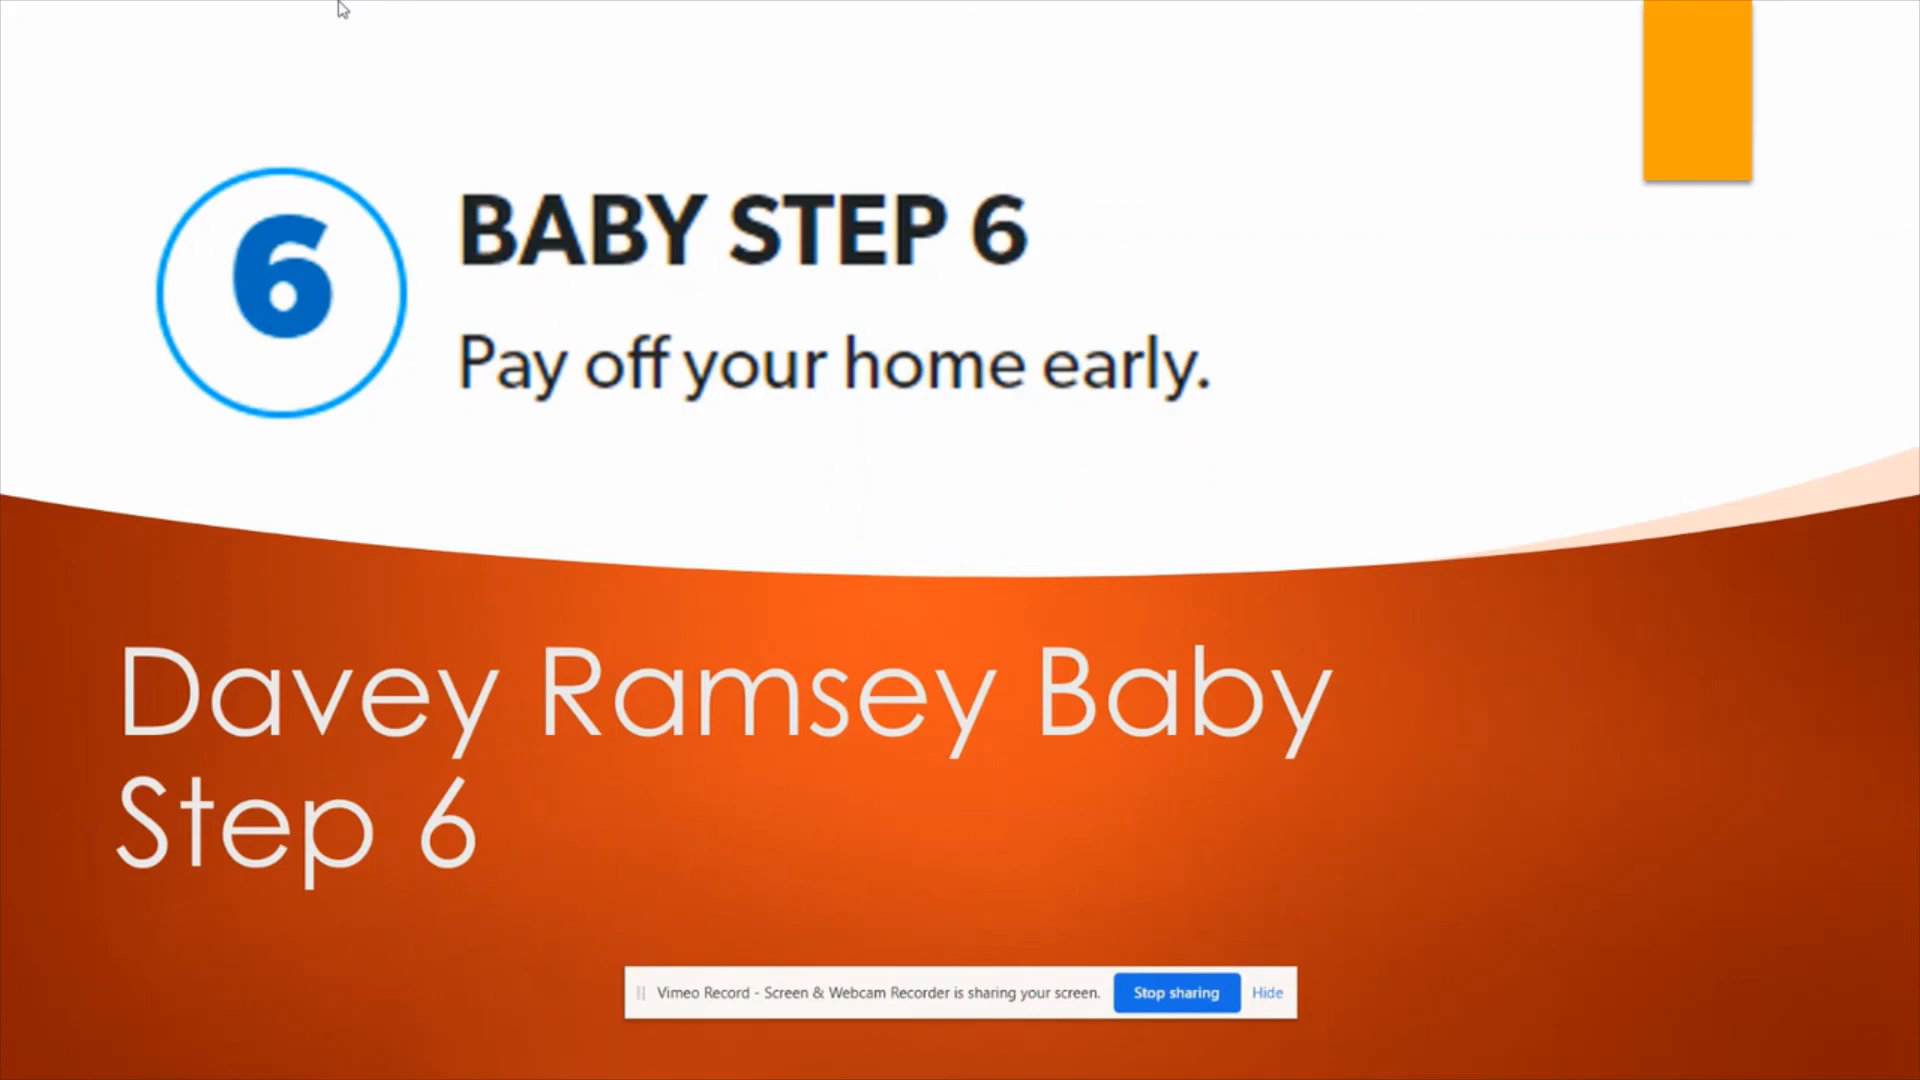 6
BABY STEP 6
Pay off your home early.
Davey Ramsey Baby
Step 6
Vimeo Record - Screen & Webcam Recorder is sharing your screen. Stop sharing Hide